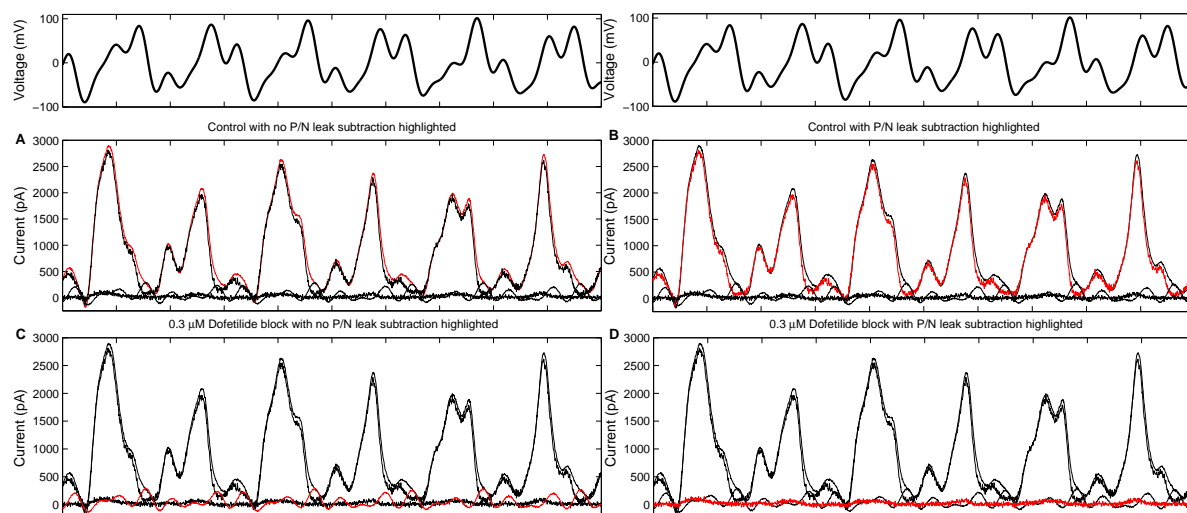 100
0
−100
Voltage (mV)
100
0
−100
Voltage (mV)
Control with no P/N leak subtraction highlighted
Control with P/N leak subtraction highlighted
A
3000
2500
2000
1500
1000
500
0
Current (pA)
B
3000
2500
2000
1500
1000
500
0
Current (pA)
0.3 μM Dofetilide block with no P/N leak subtraction highlighted
0.3 μM Dofetilide block with P/N leak subtraction highlighted
C
3000
2500
2000
1500
1000
500
0
Current (pA)
D
3000
2500
2000
1500
1000
500
0
Current (pA)